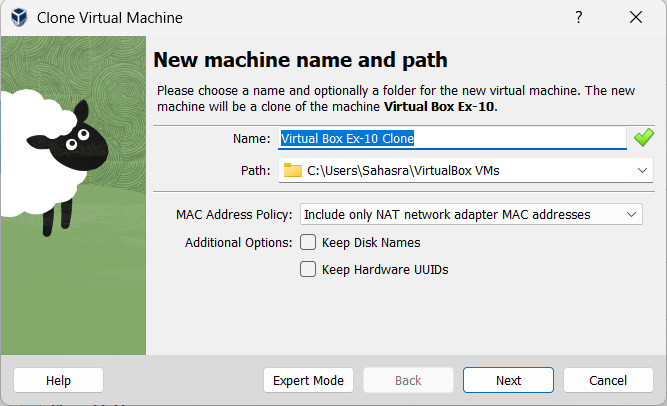 Clone Virtual Machine
?
New machine name and path
Please choose a name and optionally a folder for the new virtual machine. The new
machine will be a clone of the machine Virtual Box Ex-10.
Name: Virtual Box Ex-10 Clone
Path: C:\Users\Sahasra\VirtualBox VMs
MAC Address Policy: Include only NAT network adapter MAC addresses
Additional Options: Keep Disk Names
Keep Hardware UUIDs
Help Expert Mode Back Next Cancel